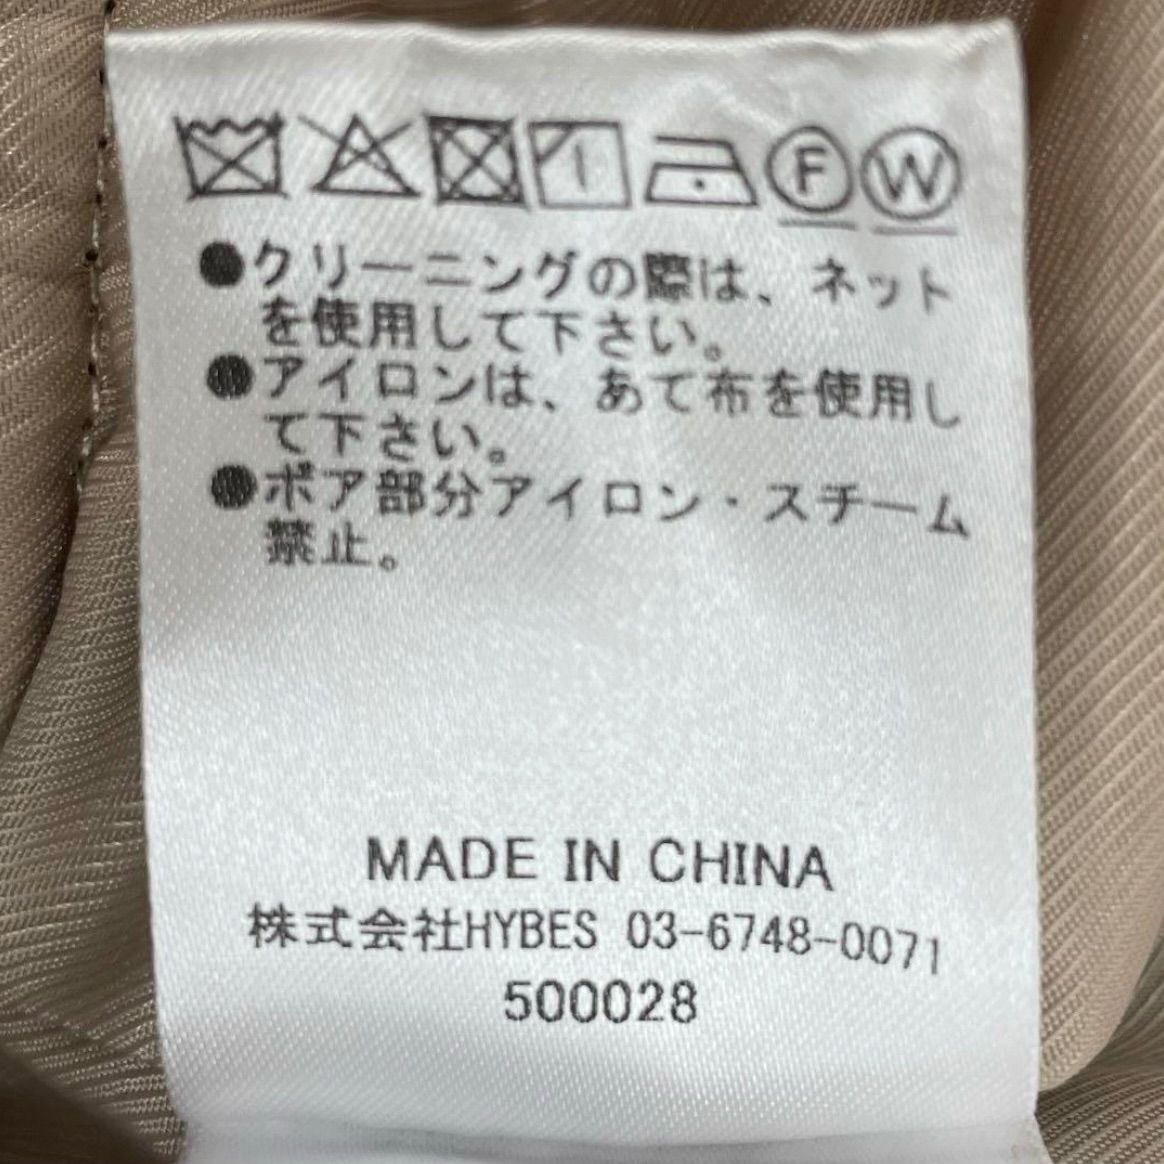 F W
●クリーニングの際は、ネット
を使用して下さい。
●アイロンは、あて布を使用し
て下さい。
●ボア部分アイロン・スチーム
禁止。
MADE IN CHINA
株式会社HYBES 03-6748-0071
500028